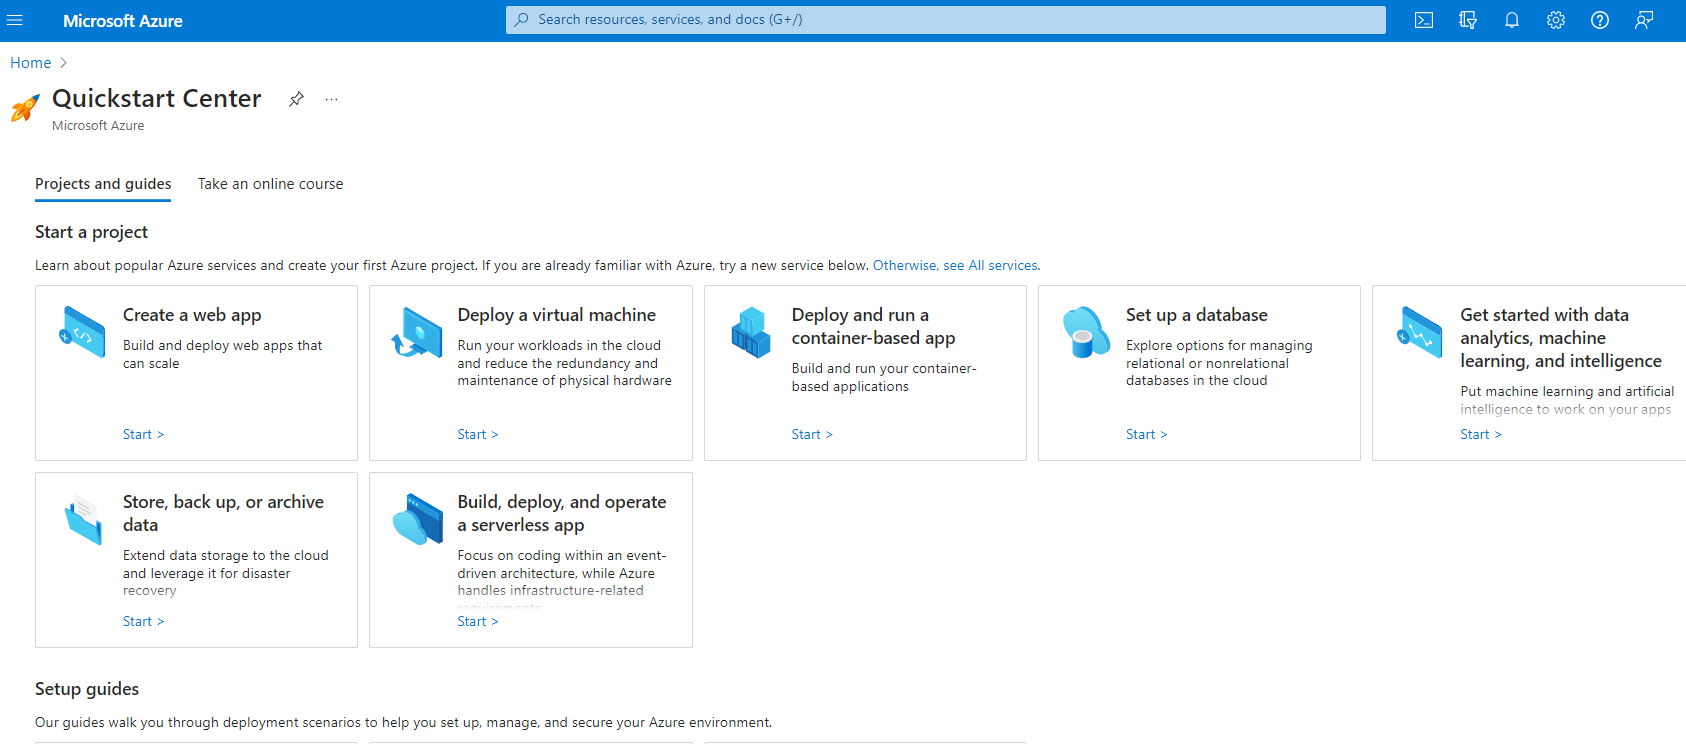 Microsoft Azure
Search resources, services, and docs (G+/)
Home >
Quickstart Center
...
Microsoft Azure
Projects and guides
Take an online course
Start a project
Learn about popular Azure services and create your first Azure project. If you are already familiar with Azure, try a new service below. Otherwise, see All services.
Create a web app
Build and deploy web apps that
can scale
Start >
Deploy a virtual machine
Run your workloads in the cloud
and reduce the redundancy and
maintenance of physical hardware
Start >
Deploy and run a
container-based app
Build and run your container-
based applications
Start >
Set up a database
Explore options for managing
relational or nonrelational
databases in the cloud
Start >
Get started with data
analytics, machine
learning, and intelligence
Put machine learning and artificial
intelligence to work on your apps
Start >
Store, back up, or archive
data
Extend data storage to the cloud
and leverage it for disaster
recovery
Start >
Build, deploy, and operate
a serverless app
Focus on coding within an event-
driven architecture, while Azure
handles infrastructure-related
requirements
Start >
Setup guides
Our guides walk you through deployment scenarios to help you set up, manage, and secure your Azure environment.